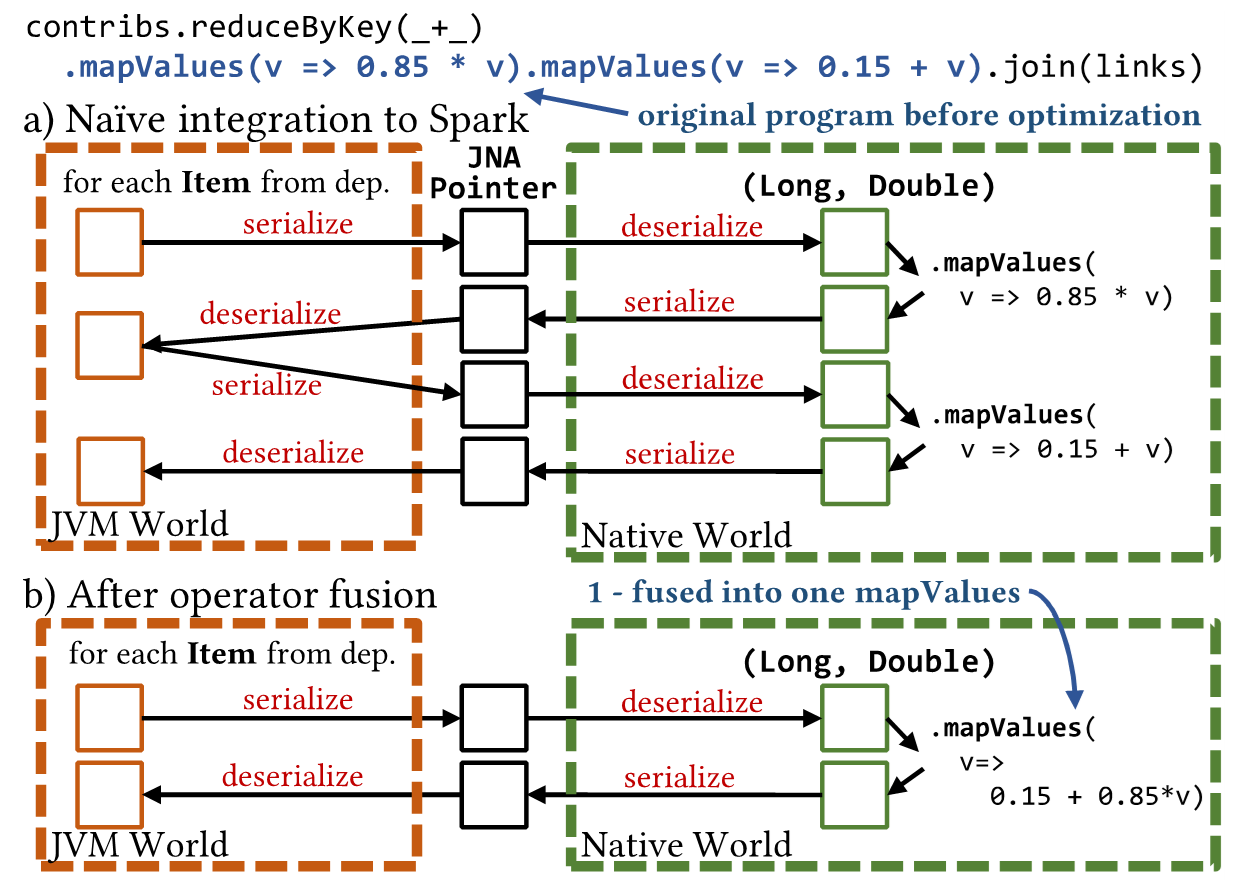 contribs.reduceByKey(_+_)
.mapValues(v => 0.85 * v).mapValues(v => 0.15 + v).join(links)
original program before optimization
a) Naïve integration to Spark
for each Item from dep.
JNA
Pointer
(Long, Double)
serialize
deserialize
.mapValues(
v => 0.85 * v)
deserialize
serialize
serialize
deserialize
.mapValues(
v => 0.15 + v)
deserialize
serialize
JVM World
Native World
b) After operator fusion
1 - fused into one mapValues
for each Item from dep.
(Long, Double)
serialize
deserialize
.mapValues(
v=>
0.15 + 0.85*v)
deserialize
serialize
JVM World
Native World